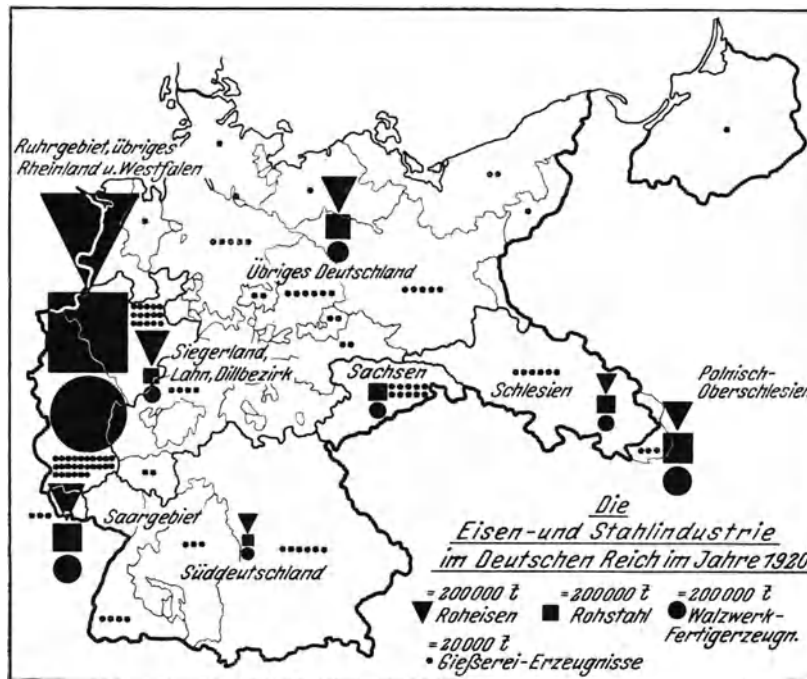 Ruhrgebiet, übriges
Rheinland u. Westfalen
Übriges Deutschland
Siegerland,
Lahn, Dillbezirk
Sachsen
Schlesien
Polnisch-
Oberschlesien
Saargebiet
Süddeutschland
Die
Eisen- und Stahlindustrie
im Deutschen Reich im Jahre 1920
= 200000 t
Roheisen
= 200000 t
Rohstahl
= 200000 t
Walzwerk-
Fertigerzeugn.
= 20000 t
Gießerei-Erzeugnisse